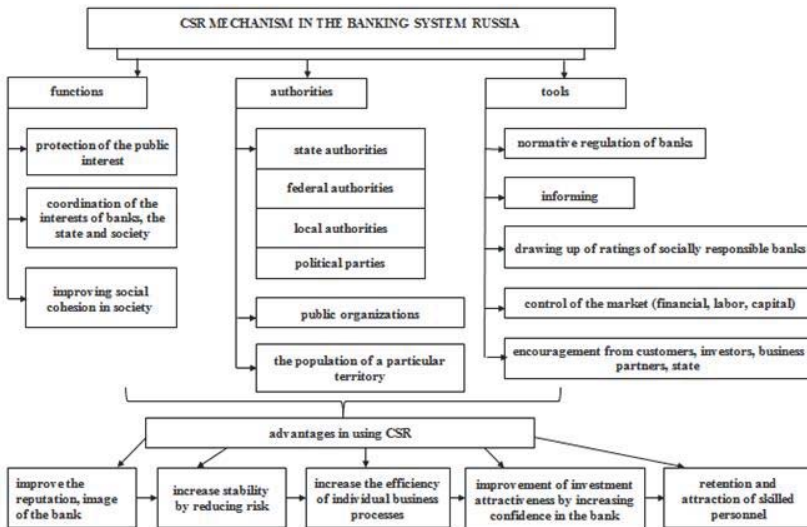 CSR MECHANISM IN THE BANKING SYSTEM RUSSIA
functions
authorities
tools
protection of the public
interest
coordination of the
interests of banks, the
state and society
improving social
cohesion in society
state authorities
federal authorities
local authorities
political parties
public organizations
the population of a particular
territory
normative regulation of banks
informing
drawing up of ratings of socially responsible banks
control of the market (financial, labor, capital)
encouragement from customers, investors, business
partners, state
advantages in using CSR
improve the
reputation, image
of the bank
increase stability
by reducing risk
increase the efficiency
of individual business
processes
improvement of investment
attractiveness by increasing
confidence in the bank
retention and
attraction of skilled
personnel